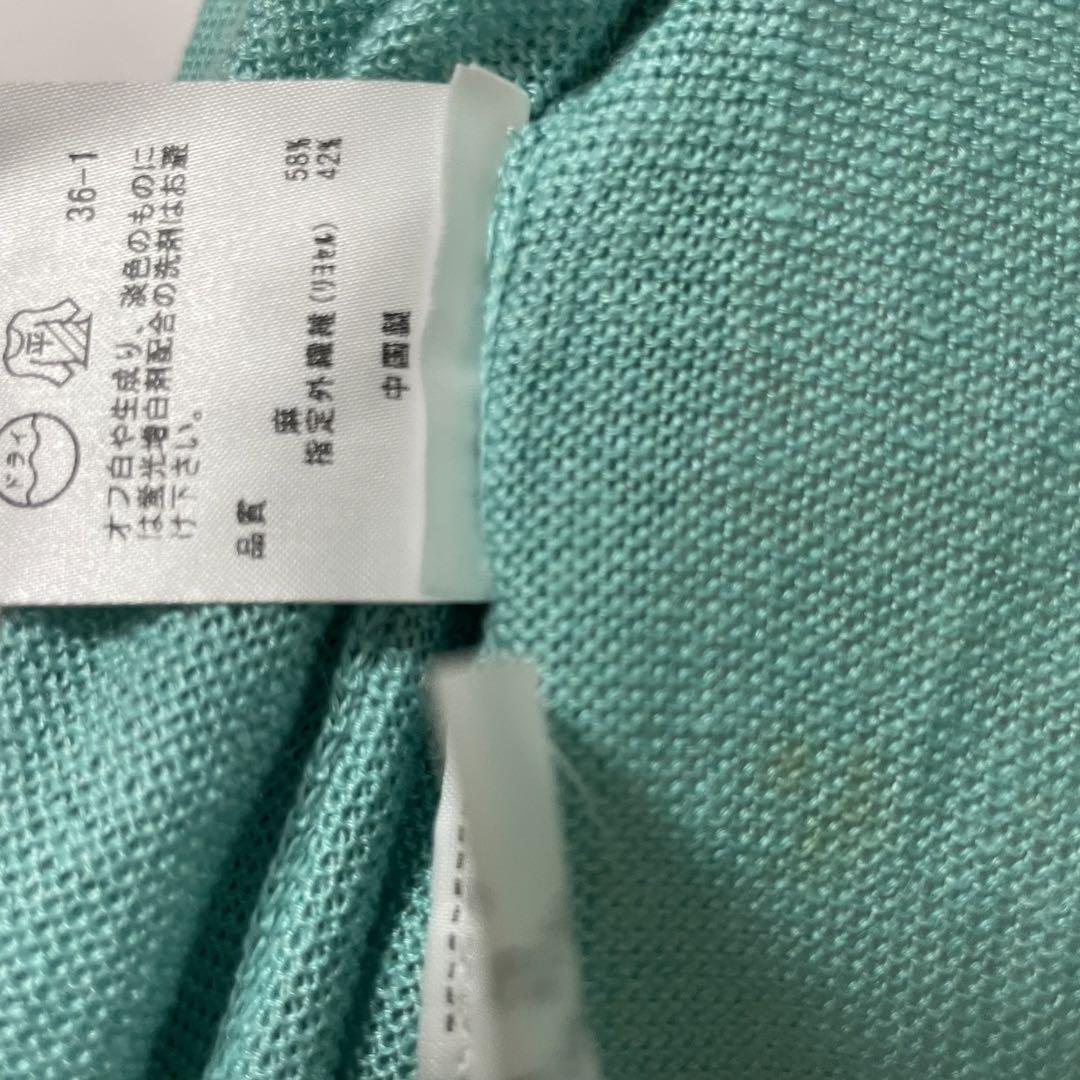 平
ドライ
36-1
オフ白や生成り、淡色のものに
は蛍光増白剤配合の洗剤はお避
け下さい。
品質
麻 58%
指定外繊維(リヨセル) 42%
中国製